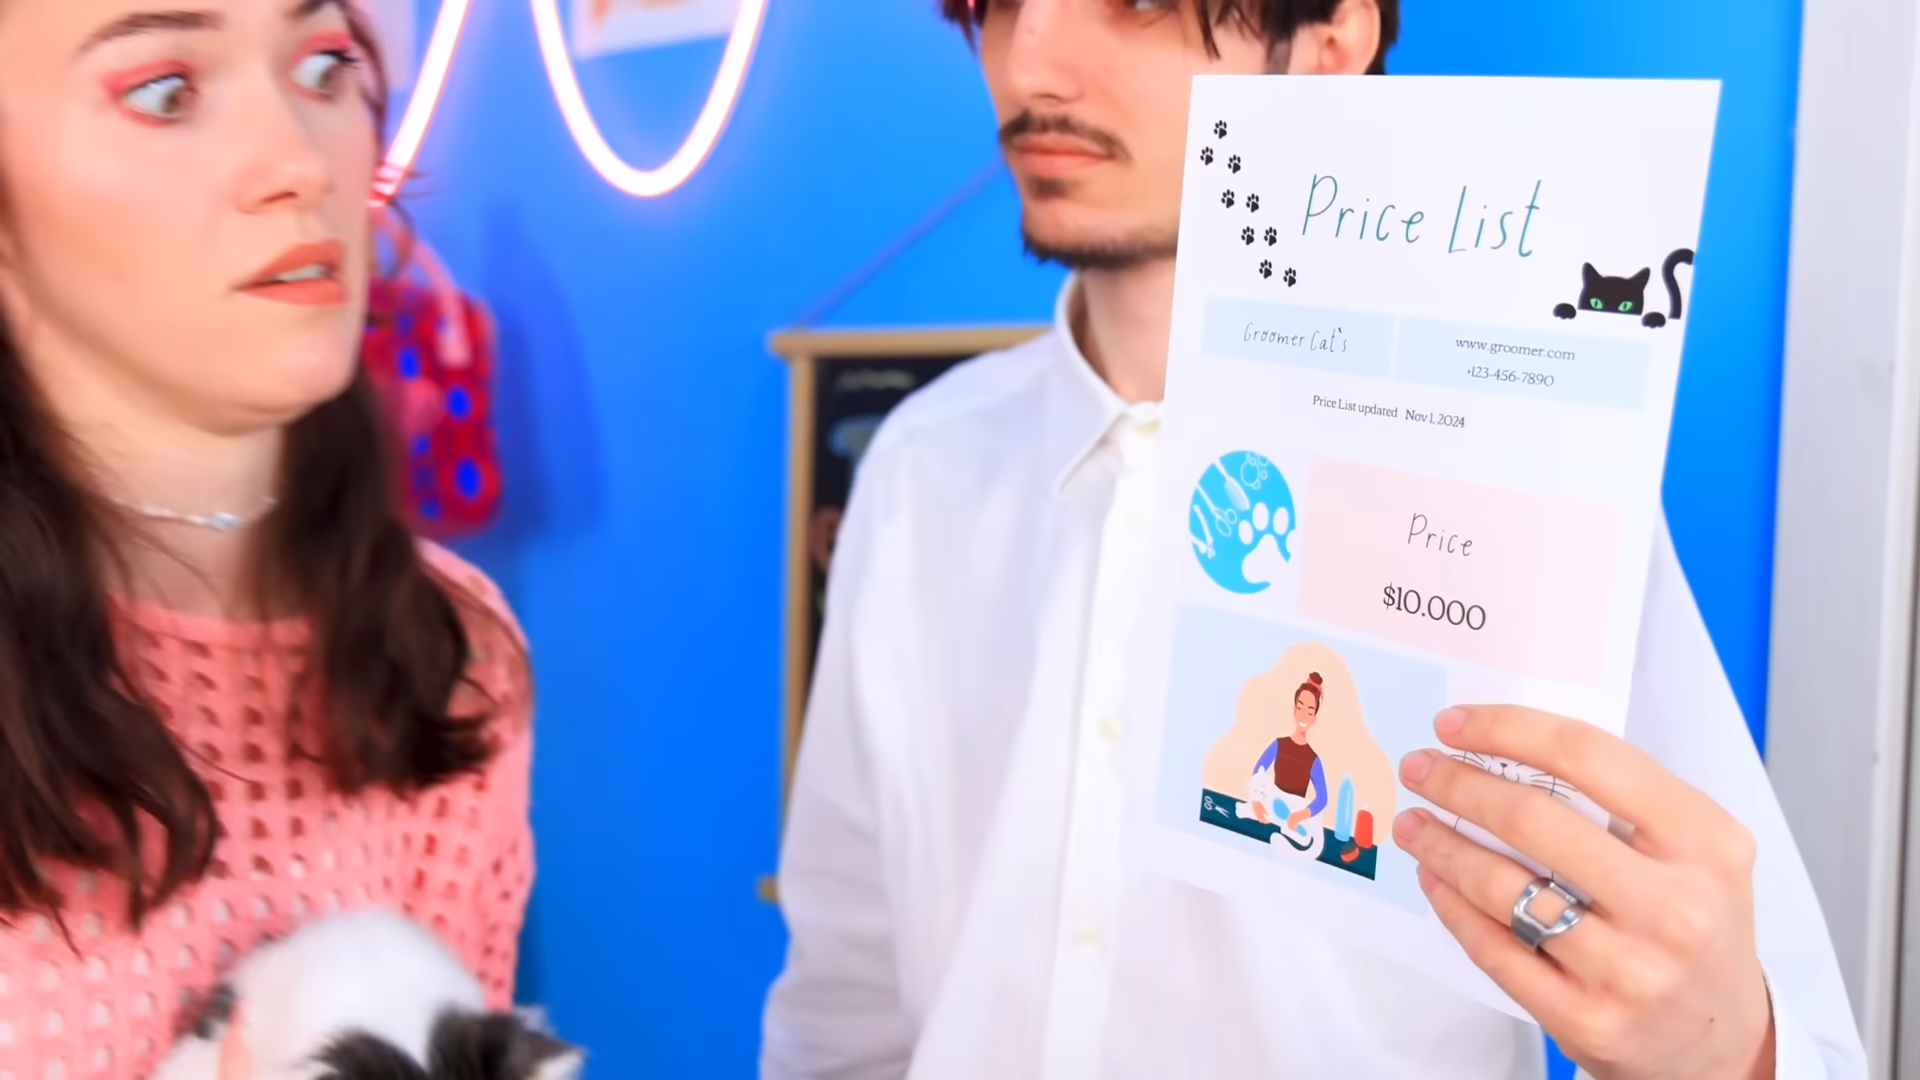 Price List
Groomer Cat`s
www.groomer.com
+123-456-7890
Price List updated Nov 1, 2024
Price
$10.000